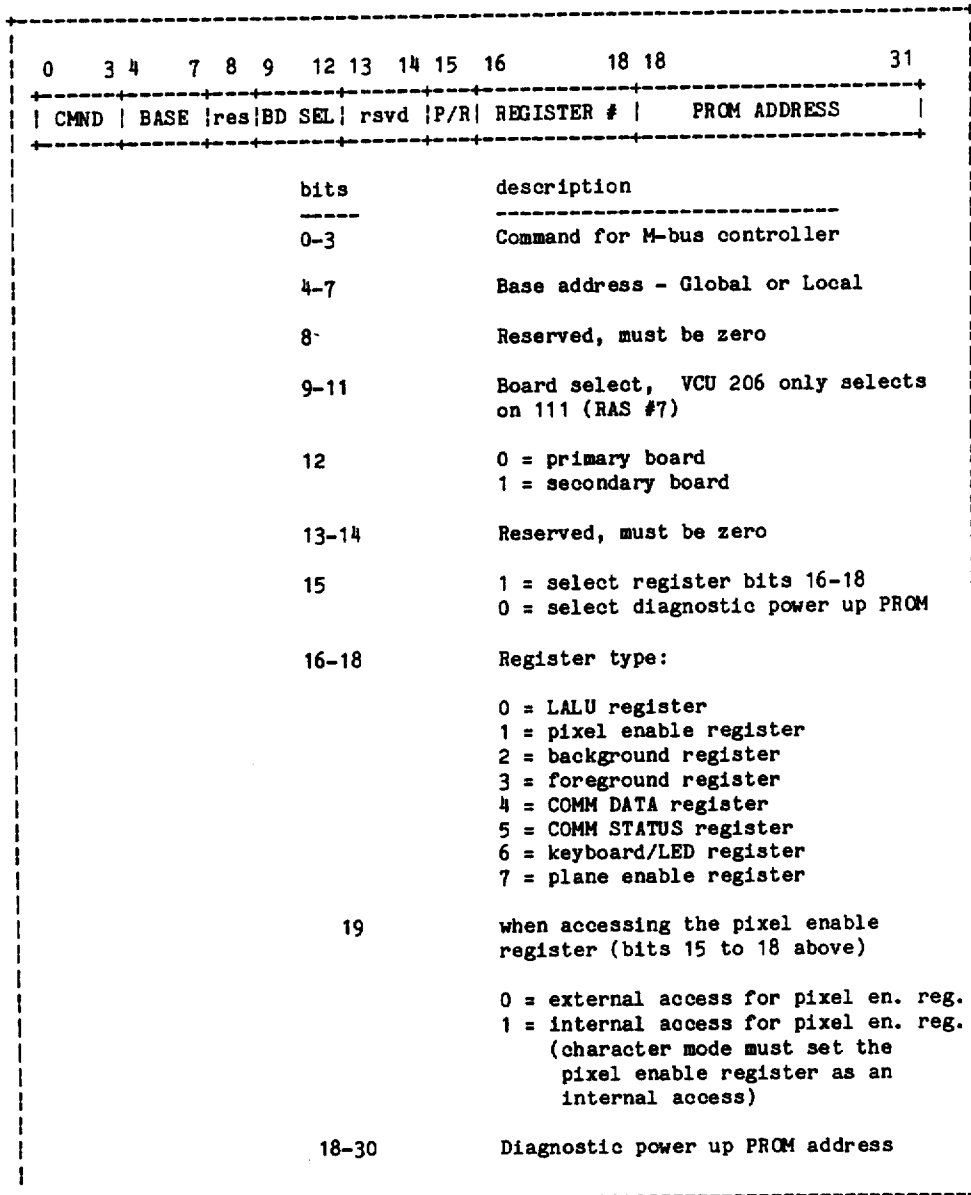 0 3 4 7 8 9 12 13 14 15 16 18 18 31
| CMND | BASE |res|BD SEL| rsvd |P/R| REGISTER # | PROM ADDRESS |
bits description
0-3 Command for M-bus controller
4-7 Base address - Global or Local
8 Reserved, must be zero
9-11 Board select, VCU 206 only selects
on 111 (RAS #7)
12 0 = primary board
1 = secondary board
13-14 Reserved, must be zero
15 1 = select register bits 16-18
0 = select diagnostic power up PROM
16-18 Register type:
0 = LALU register
1 = pixel enable register
2 = background register
3 = foreground register
4 = COMM DATA register
5 = COMM STATUS register
6 = keyboard/LED register
7 = plane enable register
19 when accessing the pixel enable
register (bits 15 to 18 above)
0 = external access for pixel en. reg.
1 = internal access for pixel en. reg.
(character mode must set the
pixel enable register as an
internal access)
18-30 Diagnostic power up PROM address